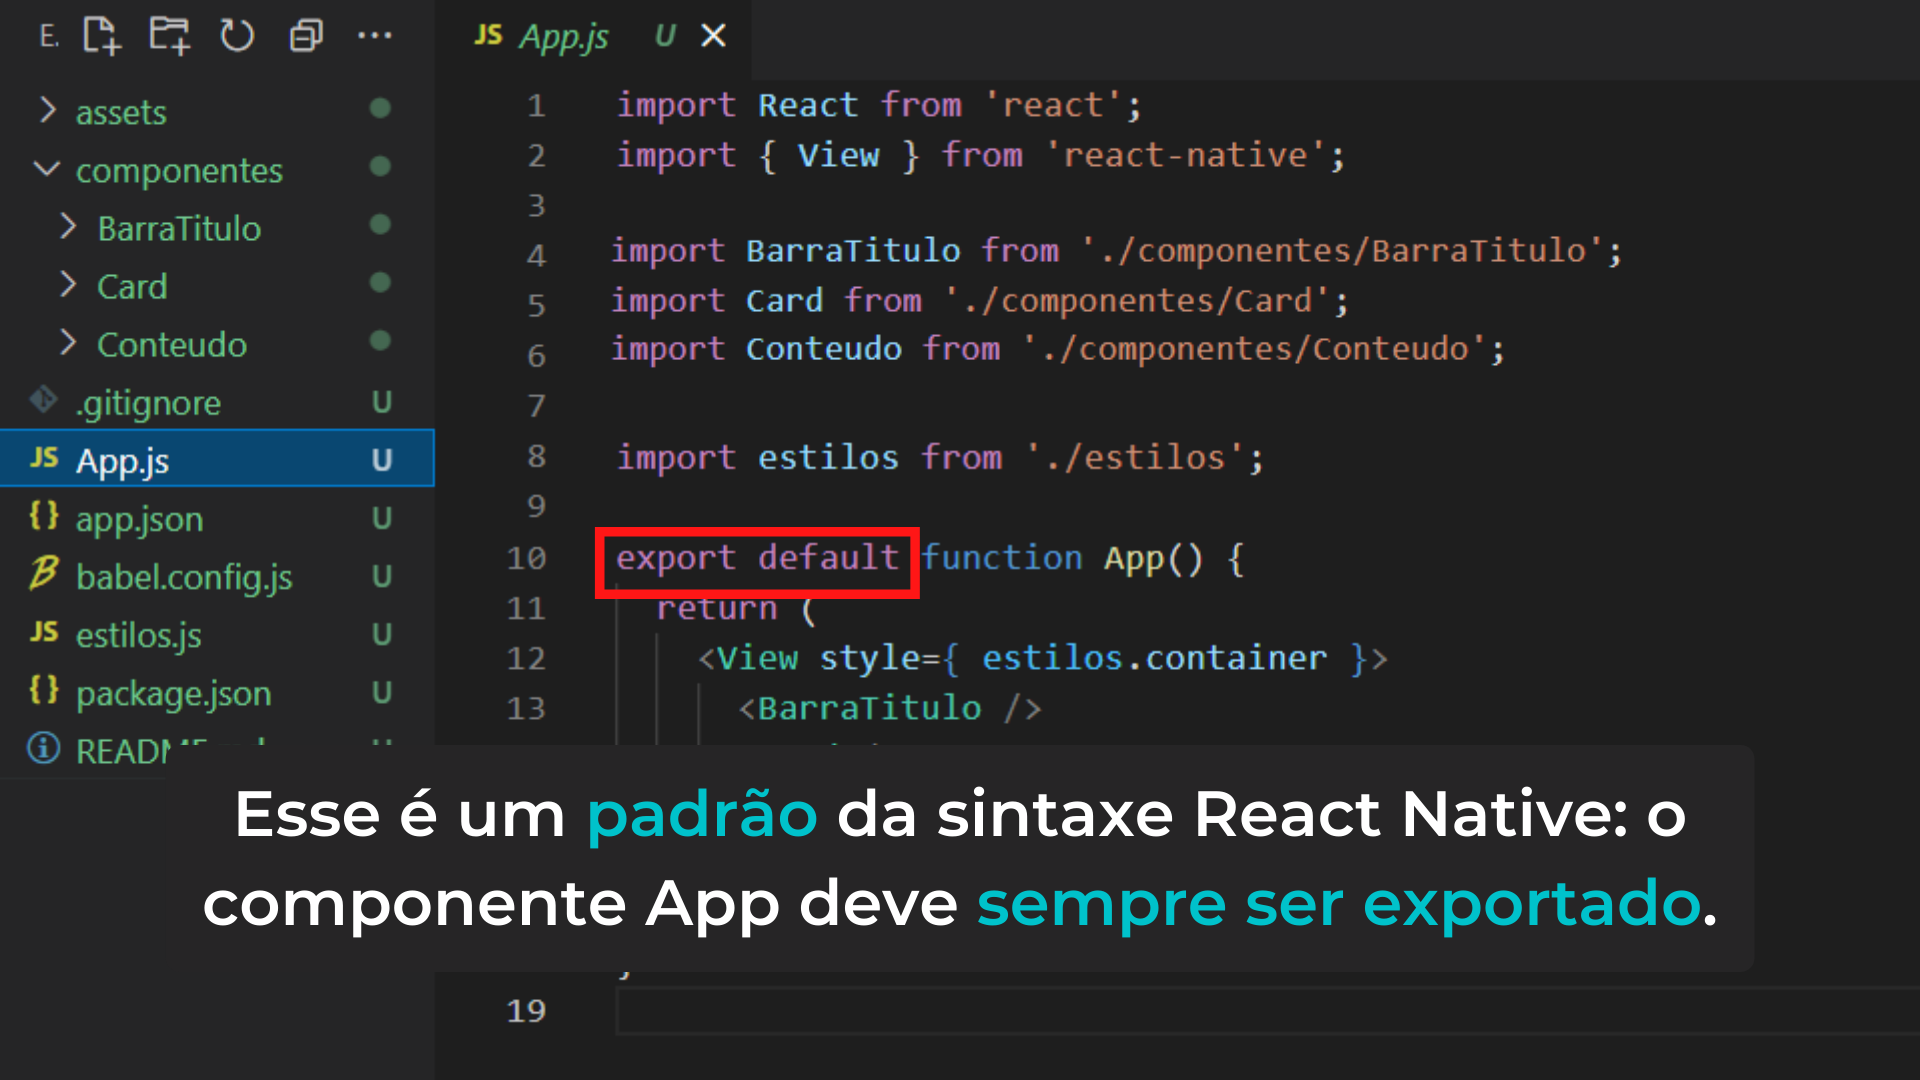 E.
assets
componentes
BarraTitulo
Card
Conteudo
.gitignore U
JS App.js U
{} app.json U
babel.config.js U
JS estilos.js U
{} package.json U
JS App.js U
1 import React from 'react';
2 import { View } from 'react-native';
3
4 import BarraTitulo from './componentes/BarraTitulo';
5 import Card from './componentes/Card';
6 import Conteudo from './componentes/Conteudo';
7
8 import estilos from './estilos';
9
10 export default function App() {
11 return (
12 <View style={ estilos.container }>
13 <BarraTitulo />
Esse é um padrão da sintaxe React Native: o
componente App deve sempre ser exportado.
19